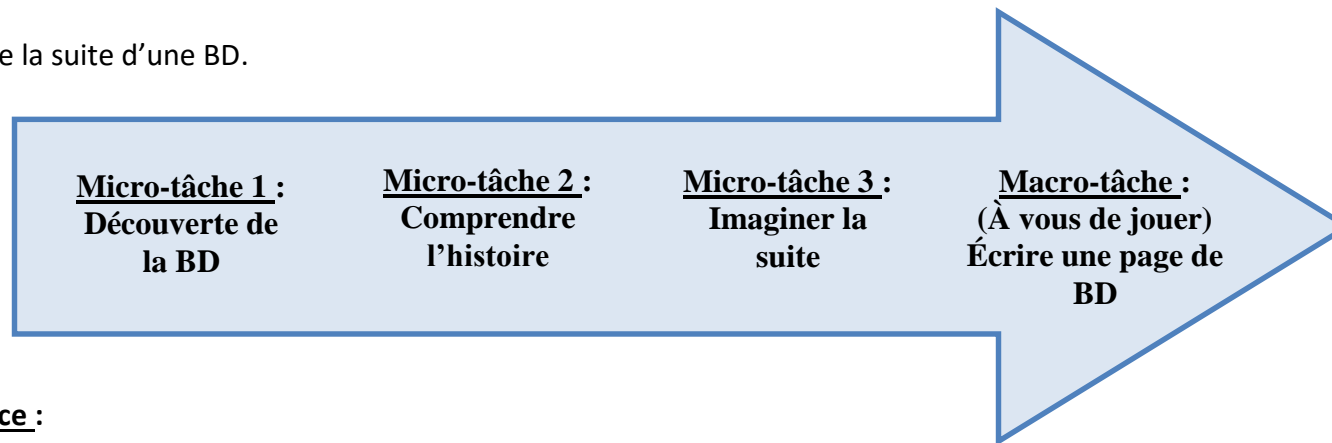 e la suite d’une BD.
Micro-tâche 1 :
Découverte de
la BD
Micro-tâche 2 :
Comprendre
l’histoire
Micro-tâche 3 :
Imaginer la
suite
Macro-tâche :
(À vous de jouer)
Écrire une page de
BD
ce :